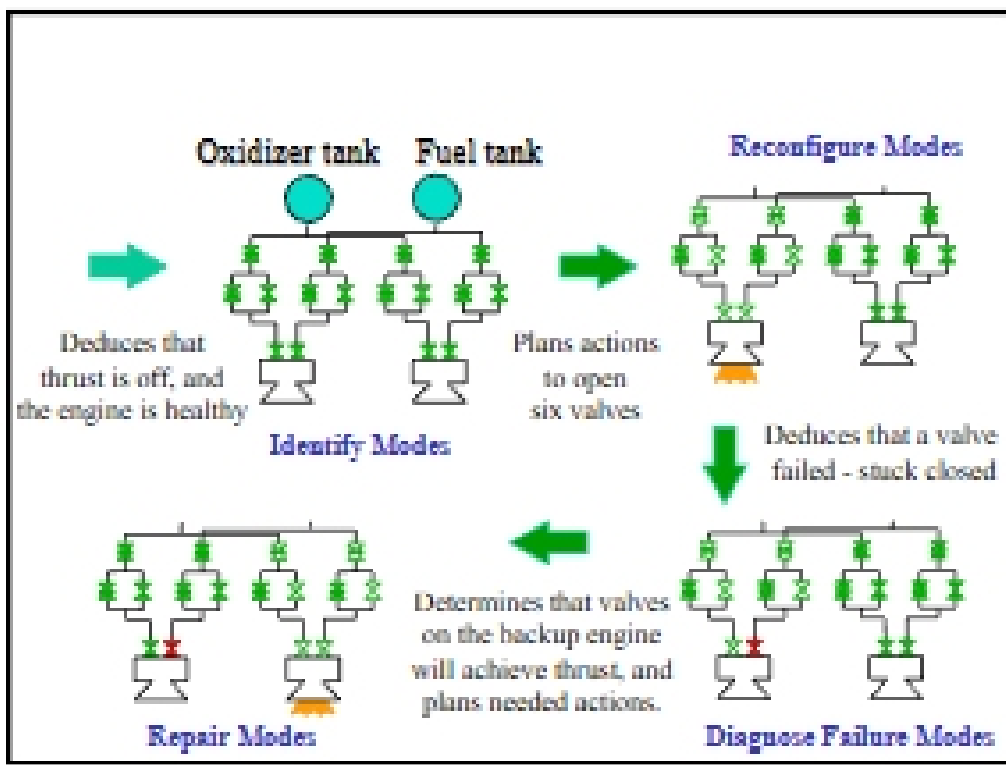 Oxidizer tank
Fuel tank
Reconfigure Modes
Deduces that
thrust is off, and
the engine is healthy
Identify Modes
Plans actions
to open
six valves
Deduces that a valve
failed - stuck closed
Determines that valves
on the backup engine
will achieve thrust, and
plans needed actions.
Repair Modes
Diagnose Failure Modes